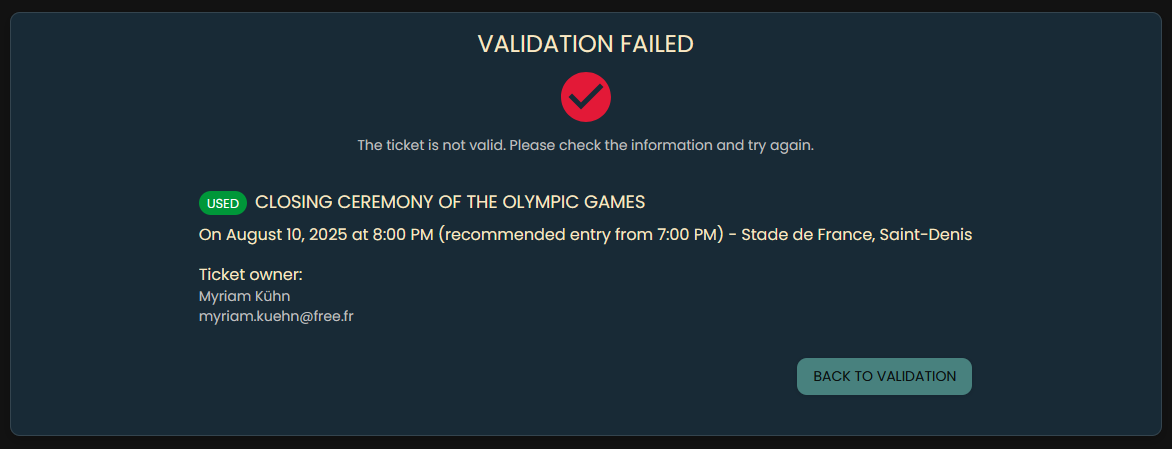 VALIDATION FAILED
The ticket is not valid. Please check the information and try again.
USED CLOSING CEREMONY OF THE OLYMPIC GAMES
On August 10, 2025 at 8:00 PM (recommended entry from 7:00 PM) - Stade de France, Saint-Denis
Ticket owner:
Myriam Kühn
myriam.kuehn@free.fr
BACK TO VALIDATION